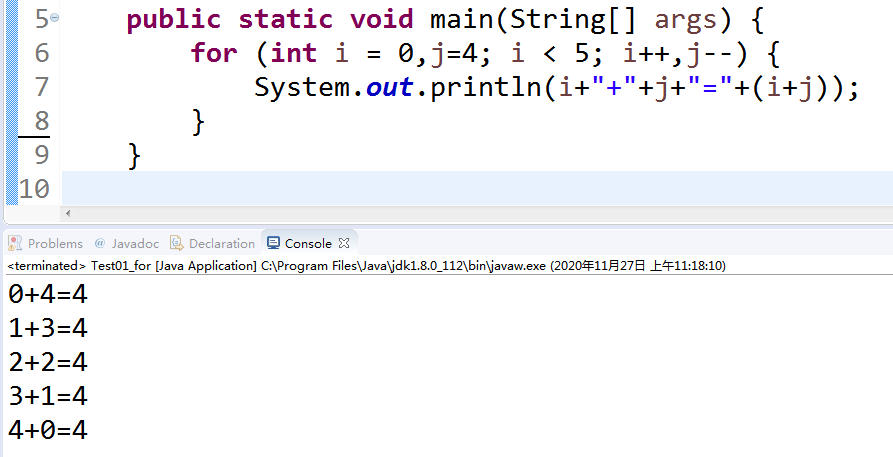 5 public static void main(String[] args) {
6 for (int i = 0,j=4; i < 5; i++,j--) {
7 System.out.println(i+"+"+j+"="+(i+j));
8 }
9 }
10
Problems @ Javadoc Declaration Console
<terminated> Test01_for [Java Application] C:\Program Files\Java\jdk1.8.0_112\bin\javaw.exe (2020年11月27日 上午11:18:10)
0+4=4
1+3=4
2+2=4
3+1=4
4+0=4